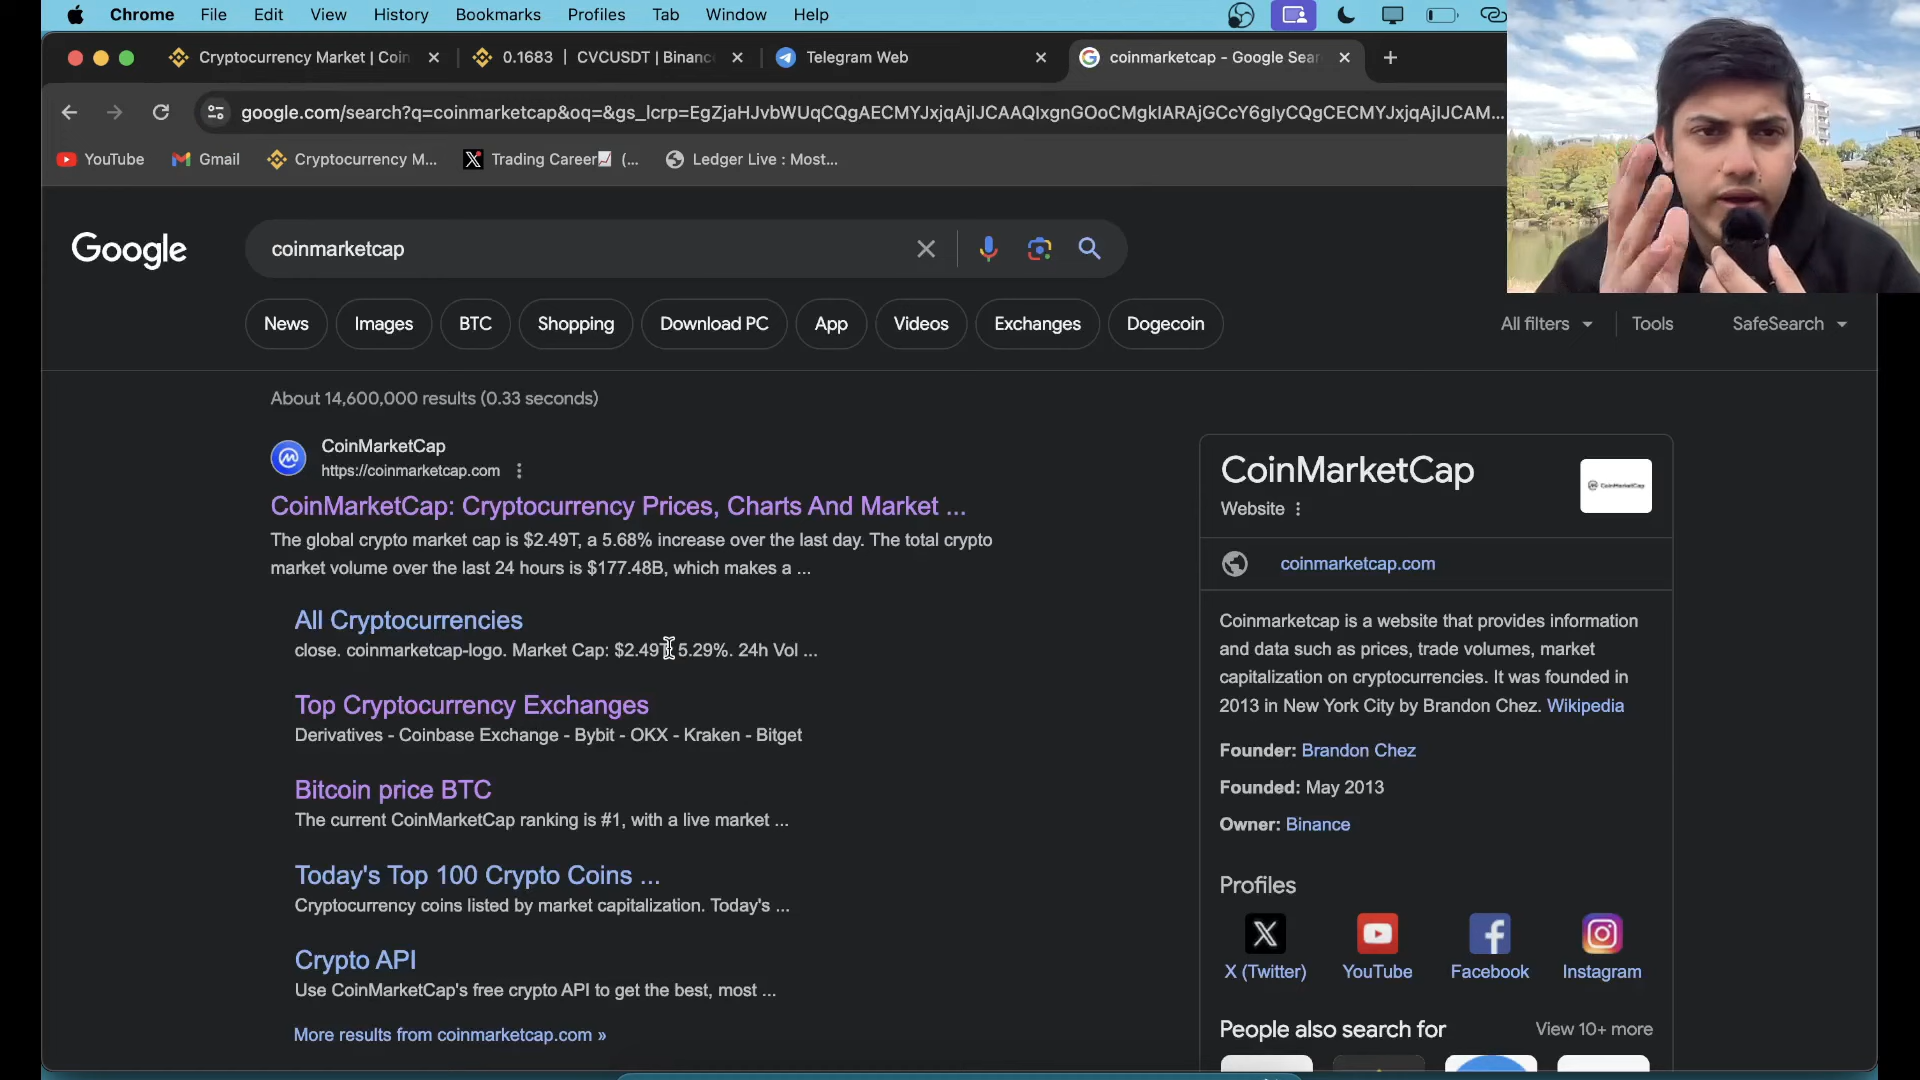 Chrome File Edit View History Bookmarks Profiles Tab Window Help
Cryptocurrency Market | Coin
0.1683 | CVCUSDT | Binanc
Telegram Web
coinmarketcap - Google Sear
google.com/search?q=coinmarketcap&oq=&gs_lcrp=EgZjaHJvbWUqCQgAECMYJxjqAjIJCAAQIxgnGOoCMgkIARAjGCcY6gIyCQgCECMYJxjqAjIJCAM...
YouTube Gmail Cryptocurrency M... Trading Career📈 (... Ledger Live : Most...
Google
coinmarketcap
News Images BTC Shopping Download PC App Videos Exchanges Dogecoin
All filters Tools SafeSearch
About 14,600,000 results (0.33 seconds)
CoinMarketCap
https://coinmarketcap.com
CoinMarketCap: Cryptocurrency Prices, Charts And Market ...
The global crypto market cap is $2.49T, a 5.68% increase over the last day. The total crypto
market volume over the last 24 hours is $177.48B, which makes a ...
All Cryptocurrencies
close. coinmarketcap-logo. Market Cap: $2.49T 5.29%. 24h Vol ...
Top Cryptocurrency Exchanges
Derivatives - Coinbase Exchange - Bybit - OKX - Kraken - Bitget
Bitcoin price BTC
The current CoinMarketCap ranking is #1, with a live market ...
Today's Top 100 Crypto Coins ...
Cryptocurrency coins listed by market capitalization. Today's ...
Crypto API
Use CoinMarketCap's free crypto API to get the best, most ...
More results from coinmarketcap.com »
CoinMarketCap
CoinMarketCap
Website
coinmarketcap.com
Coinmarketcap is a website that provides information
and data such as prices, trade volumes, market
capitalization on cryptocurrencies. It was founded in
2013 in New York City by Brandon Chez. Wikipedia
Founder: Brandon Chez
Founded: May 2013
Owner: Binance
Profiles
X (Twitter) YouTube Facebook Instagram
People also search for
View 10+ more